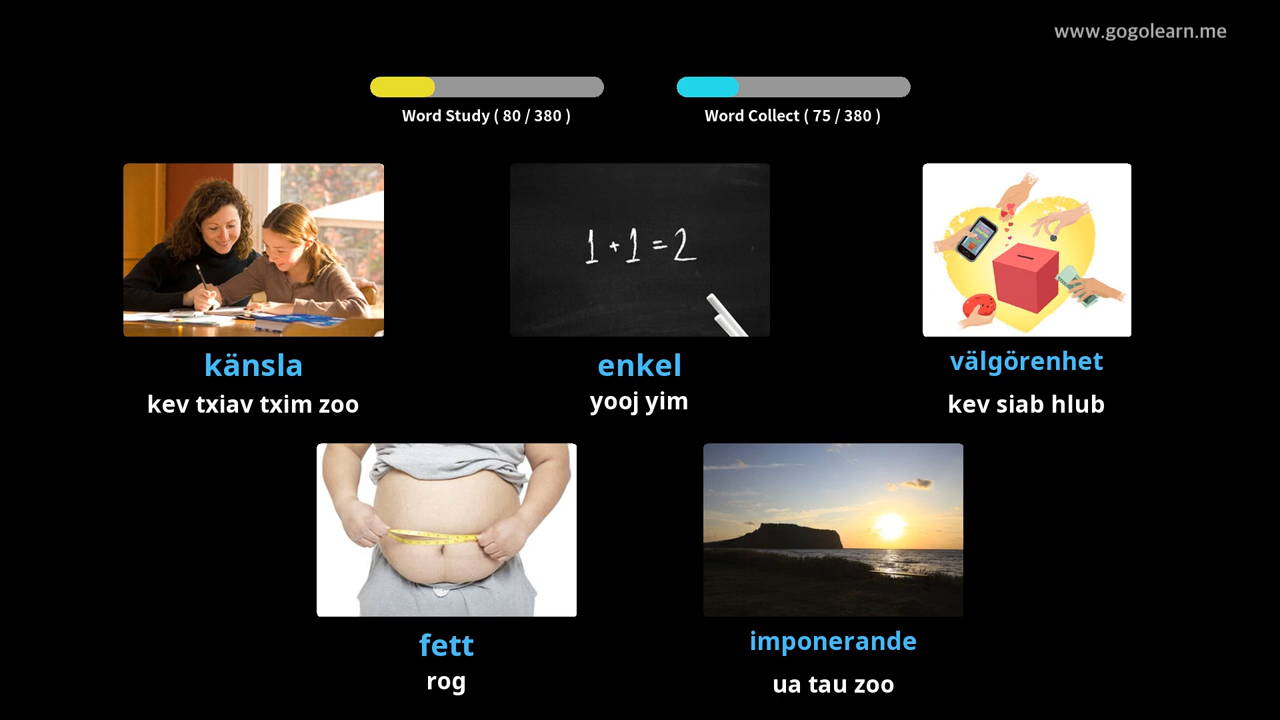 www.gogolearn.me
Word Study ( 80 / 380 )
Word Collect ( 75 / 380 )
1 + 1 = 2
känsla
enkel
välgörenhet
kev txiav txim zoo
yooj yim
kev siab hlub
fett
imponerande
rog
ua tau zoo